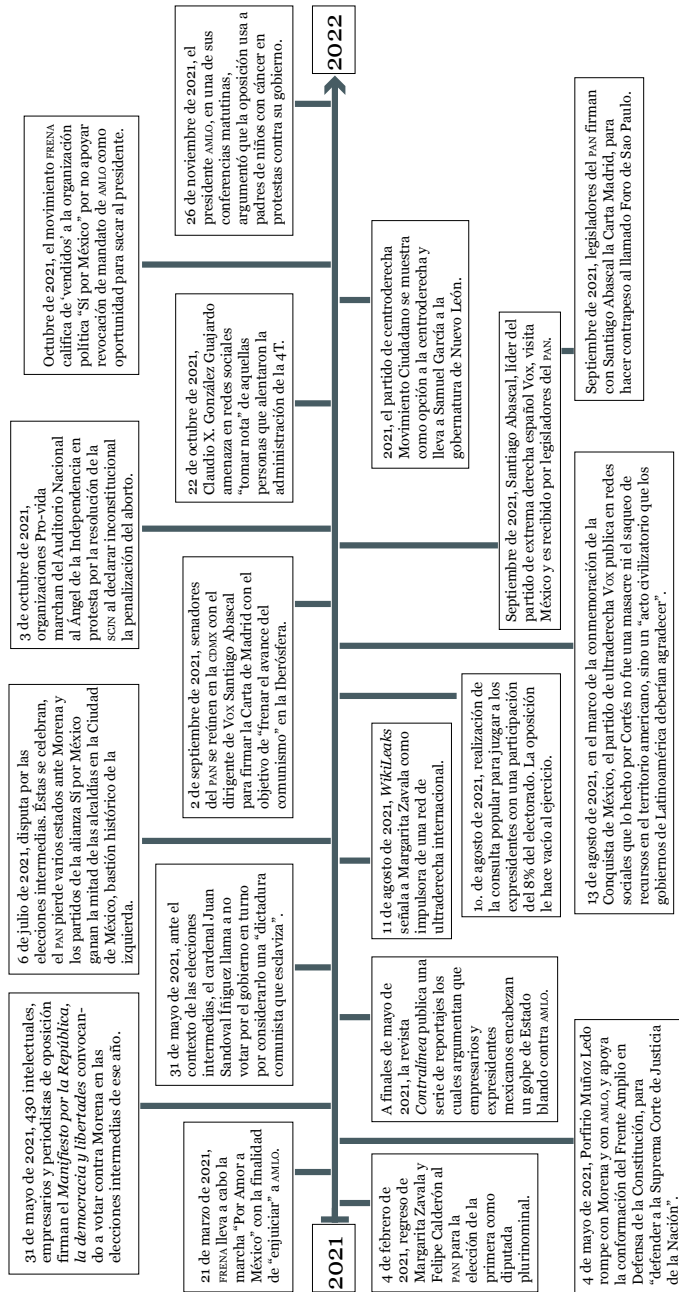 31 de mayo de 2021, 430 intelectuales,
empresarios y periodistas de oposición
firman el Manifiesto por la República,
la democracia y libertades convocan-
do a votar contra Morena en las
elecciones intermedias de ese año.
6 de julio de 2021, disputa por las
elecciones intermedias. Éstas se celebran,
el PAN pierde varios estados ante Morena y
los partidos de la alianza Sí por México
ganan la mitad de las alcaldías en la Ciudad
de México, bastión histórico de la
izquierda.
3 de octubre de 2021,
organizaciones Pro-vida
marchan del Auditorio Nacional
al Ángel de la Independencia en
protesta por la resolución de la
SCJN al declarar inconstitucional
la penalización del aborto.
Octubre de 2021, el movimiento FRENA
califica de ‘vendidos’ a la organización
política “Sí por México” por no apoyar
revocación de mandato de AMLO como
oportunidad para sacar al presidente.
21 de marzo de 2021,
FRENA lleva a cabo la
marcha “Por Amor a
México” con la finalidad
de “enjuiciar” a AMLO.
31 de mayo de 2021, ante el
contexto de las elecciones
intermedias, el cardenal Juan
Sandoval Íñiguez llama a no
votar por el gobierno en turno
por considerarlo una “dictadura
comunista que esclaviza”.
2 de septiembre de 2021, senadores
del PAN se reúnen en la CDMX con el
dirigente de Vox Santiago Abascal
para firmar la Carta de Madrid con el
objetivo de “frenar el avance del
comunismo” en la Iberósfera.
22 de octubre de 2021,
Claudio X. González Guajardo
amenaza en redes sociales
“tomar nota” de aquellas
personas que alentaron la
administración de la 4T.
26 de noviembre de 2021, el
presidente AMLO, en una de sus
conferencias matutinas,
argumentó que la oposición usa a
padres de niños con cáncer en
protestas contra su gobierno.
2021
2022
4 de febrero de
2021, regreso de
Margarita Zavala y
Felipe Calderón al
PAN para la
elección de la
primera como
diputada
plurinominal.
A finales de mayo de
2021, la revista
Contralínea publica una
serie de reportajes los
cuales argumentan que
empresarios y
expresidentes
mexicanos encabezan
un golpe de Estado
blando contra AMLO.
11 de agosto de 2021, WikiLeaks
señala a Margarita Zavala como
impulsora de una red de
ultraderecha internacional.
2021, el partido de centroderecha
Movimiento Ciudadano se muestra
como opción a la centroderecha y
lleva a Samuel García a la
gobernatura de Nuevo León.
1o. de agosto de 2021, realización de
la consulta popular para juzgar a los
expresidentes con una participación
del 8% del electorado. La oposición
le hace vacío al ejercicio.
Septiembre de 2021, Santiago Abascal, líder del
partido de extrema derecha español Vox, visita
México y es recibido por legisladores del PAN.
4 de mayo de 2021, Porfirio Muñoz Ledo
rompe con Morena y con AMLO, y apoya
la conformación del Frente Amplio en
Defensa de la Constitución, para
“defender a la Suprema Corte de Justicia
de la Nación”.
13 de agosto de 2021, en el marco de la conmemoración de la
Conquista de México, el partido de ultraderecha Vox publica en redes
sociales que lo hecho por Cortés no fue una masacre ni el saqueo de
recursos en el territorio americano, sino un “acto civilizatorio que los
gobiernos de Latinoamérica deberían agradecer”.
Septiembre de 2021, legisladores del PAN firman
con Santiago Abascal la Carta Madrid, para
hacer contrapeso al llamado Foro de Sao Paulo.